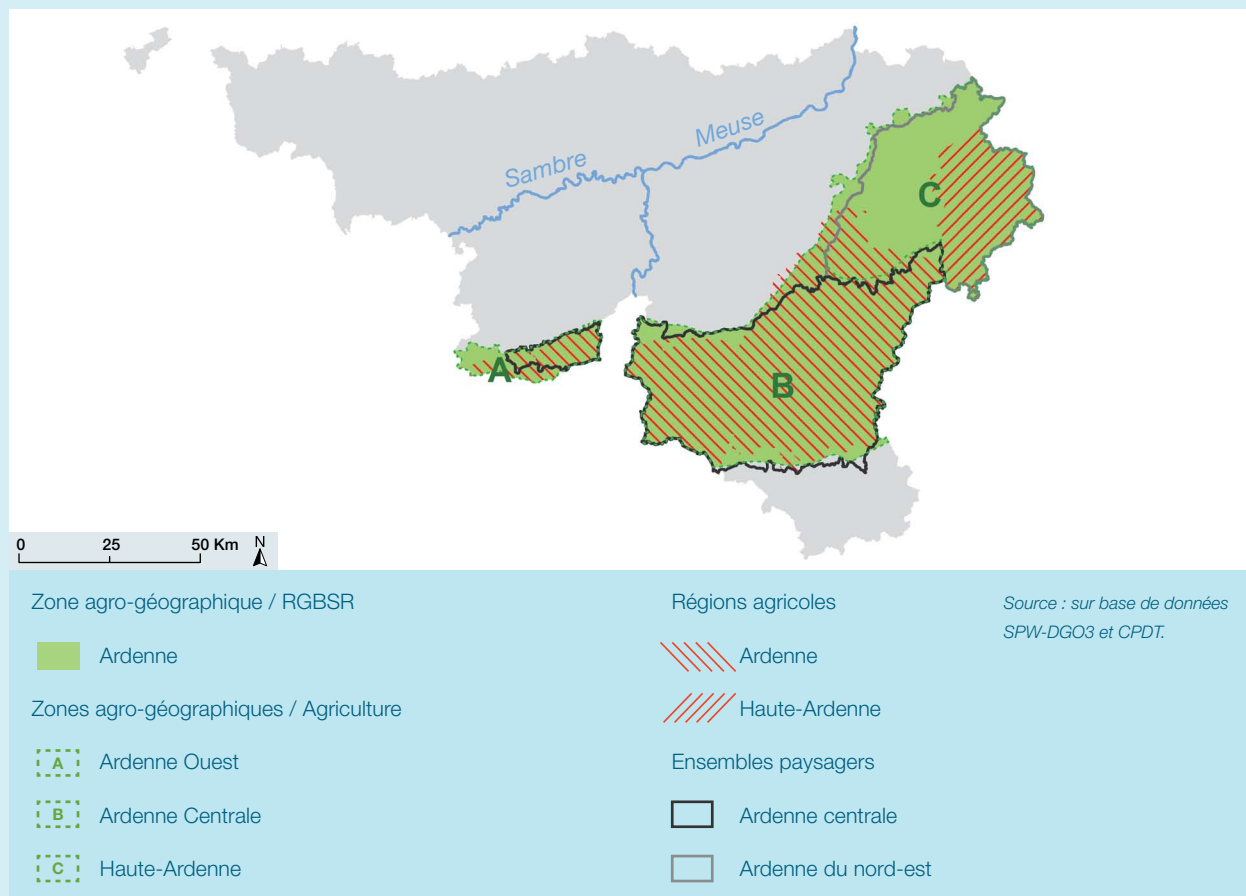 Sambre
Meuse
A
B
C
0 25 50 Km N
Zone agro-géographique / RGBSR
Ardenne
Zones agro-géographiques / Agriculture
A Ardenne Ouest
B Ardenne Centrale
C Haute-Ardenne
Régions agricoles
Ardenne
Haute-Ardenne
Ensembles paysagers
Ardenne centrale
Ardenne du nord-est
Source : sur base de données
SPW-DGO3 et CPDT.